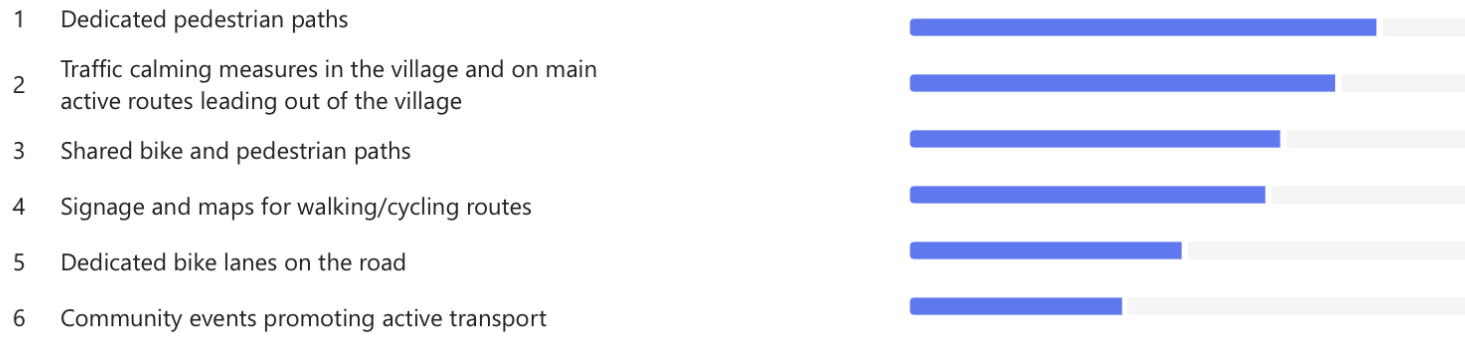 1 Dedicated pedestrian paths
Traffic calming measures in the village and on main
2
active routes leading out of the village
3 Shared bike and pedestrian paths
4 Signage and maps for walking/cycling routes
5 Dedicated bike lanes on the road
6 Community events promoting active transport